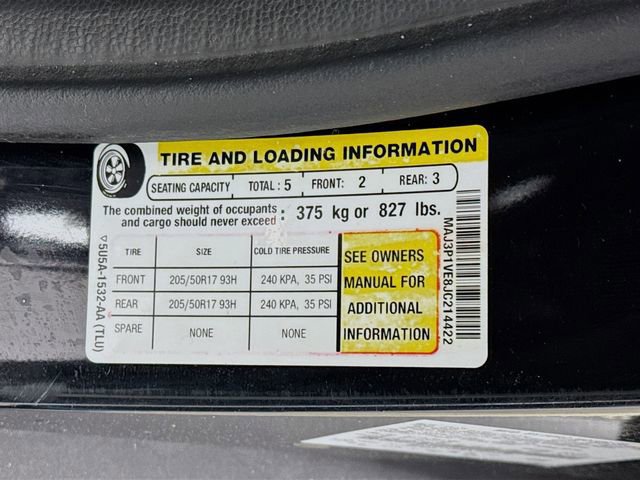 TIRE AND LOADING INFORMATION
SEATING CAPACITY TOTAL : 5 FRONT: 2 REAR: 3
The combined weight of occupants
and cargo should never exceed : 375 kg or 827 lbs.
TIRE SIZE COLD TIRE PRESSURE
FRONT 205/50R17 93H 240 KPA, 35 PSI
REAR 205/50R17 93H 240 KPA, 35 PSI
SPARE NONE NONE
SEE OWNERS
MANUAL FOR
ADDITIONAL
INFORMATION
5U5A-1532-AA (TLU)
MAJ3P1VE8JC214422